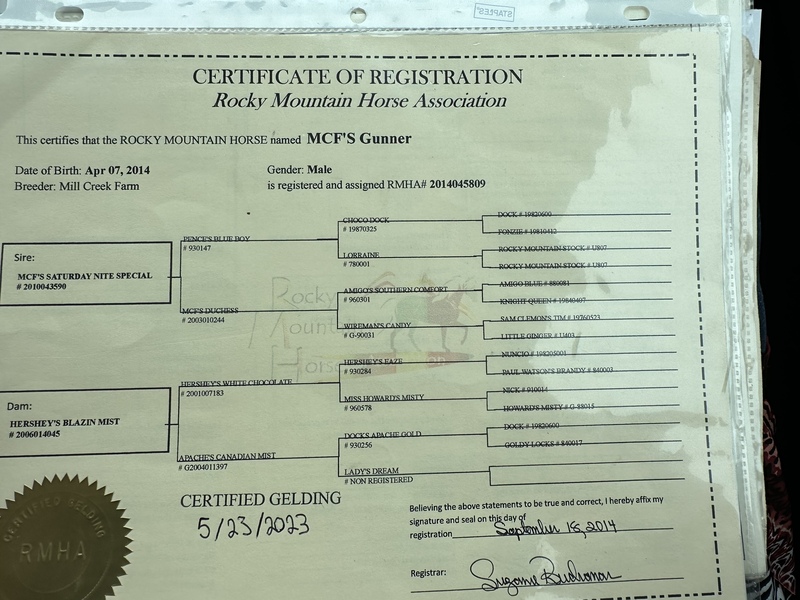 STAPLES
CERTIFICATE OF REGISTRATION
Rocky Mountain Horse Association
This certifies that the ROCKY MOUNTAIN HORSE named MCF'S Gunner
Date of Birth: Apr 07, 2014
Gender: Male
Breeder: Mill Creek Farm
is registered and assigned RMHA# 2014045809
Sire:
MCF'S SATURDAY NITE SPECIAL
# 2010043590
PENCE'S BLUE BOY
# 930147
MCF'S DUCHESS
# 2003010244
CHOCO DOCK
# 19870325
LORRAINE
# 780001
AMIGO'S SOUTHERN COMFORT
# 960301
WIREMAN'S CANDY
# G-90031
DOCK # 19820600
FONZIE # 19810412
ROCKY MOUNTAIN STOCK # U807
ROCKY MOUNTAIN STOCK # U807
AMIGO BLUE # 880081
KNIGHT QUEEN # 19840407
SAM CLEMON'S TIM # 19760523
LITTLE GINGER # U403
Rocky
Mount
Horse
Dam:
HERSHEY'S BLAZIN MIST
# 2006014045
HERSHEY'S WHITE CHOCOLATE
# 2001007183
APACHE'S CANADIAN MIST
# G2004011397
HERSHEY'S EAZE
# 930284
MISS HOWARD'S MISTY
# 960578
DOCKS APACHE GOLD
# 930256
LADY'S DREAM
# NON REGISTERED
NUNCIO # 198205001
PAUL WATSON'S BRANDY # 840003
NICK # 910014
HOWARD'S MISTY # G-88015
DOCK # 19820600
GOLDY LOCKS # 840017
CERTIFIED GELDING
5/23/2023
CERTIFIED GELDING
RMHA
Believing the above statements to be true and correct, I hereby affix my
signature and seal on this day of
registration September 18, 2014
Registrar: Suzanne Buchanan